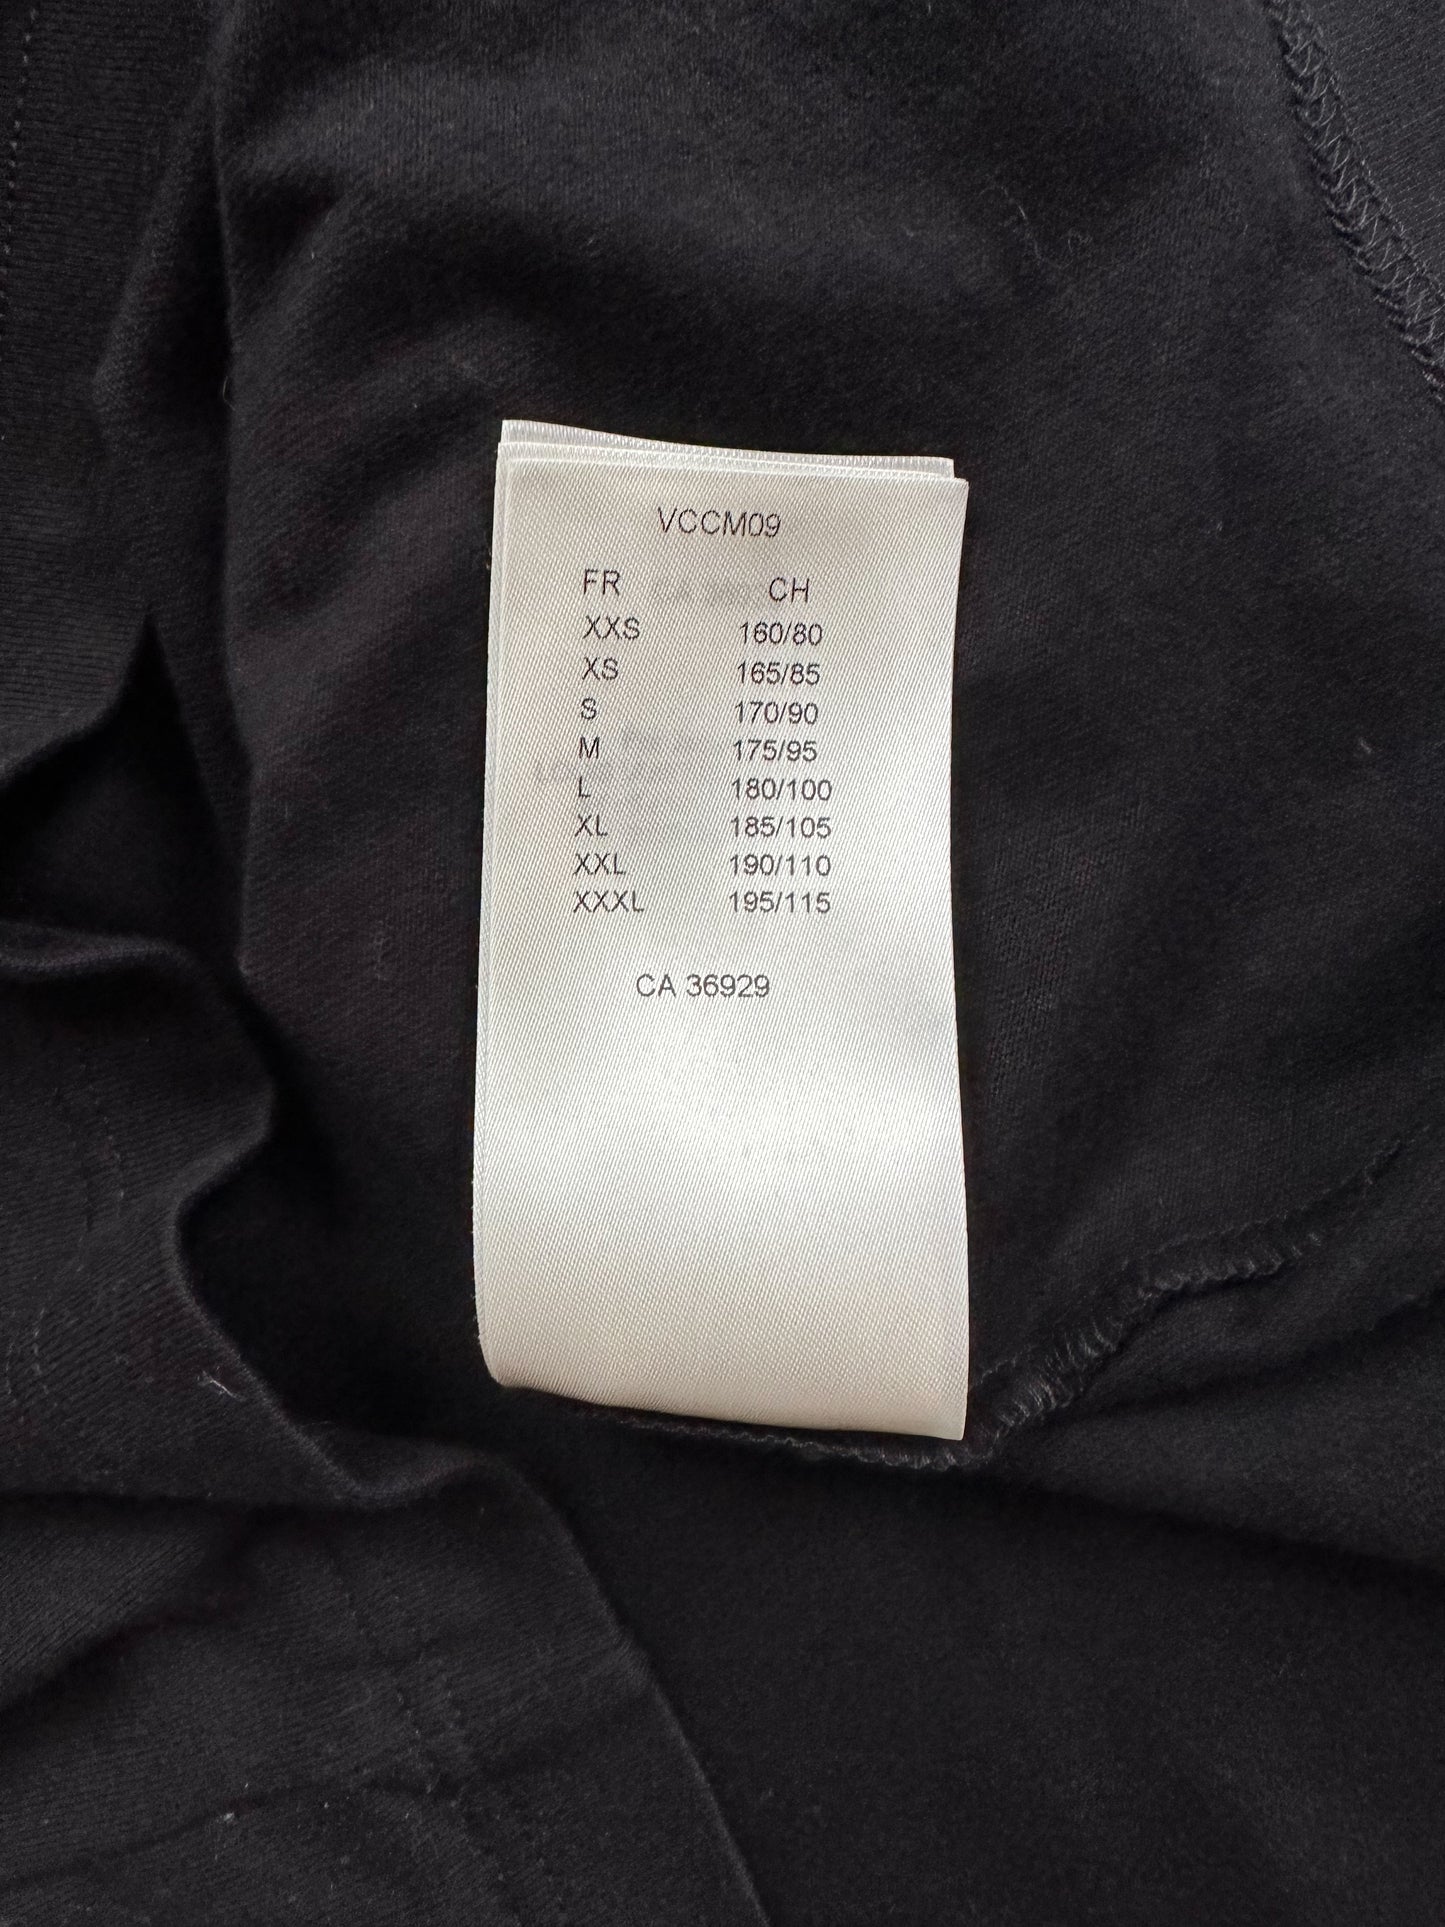 VCCM09
FR CH
XXS 160/80
XS 165/85
S 170/90
M 175/95
L 180/100
XL 185/105
XXL 190/110
XXXL 195/115
CA 36929